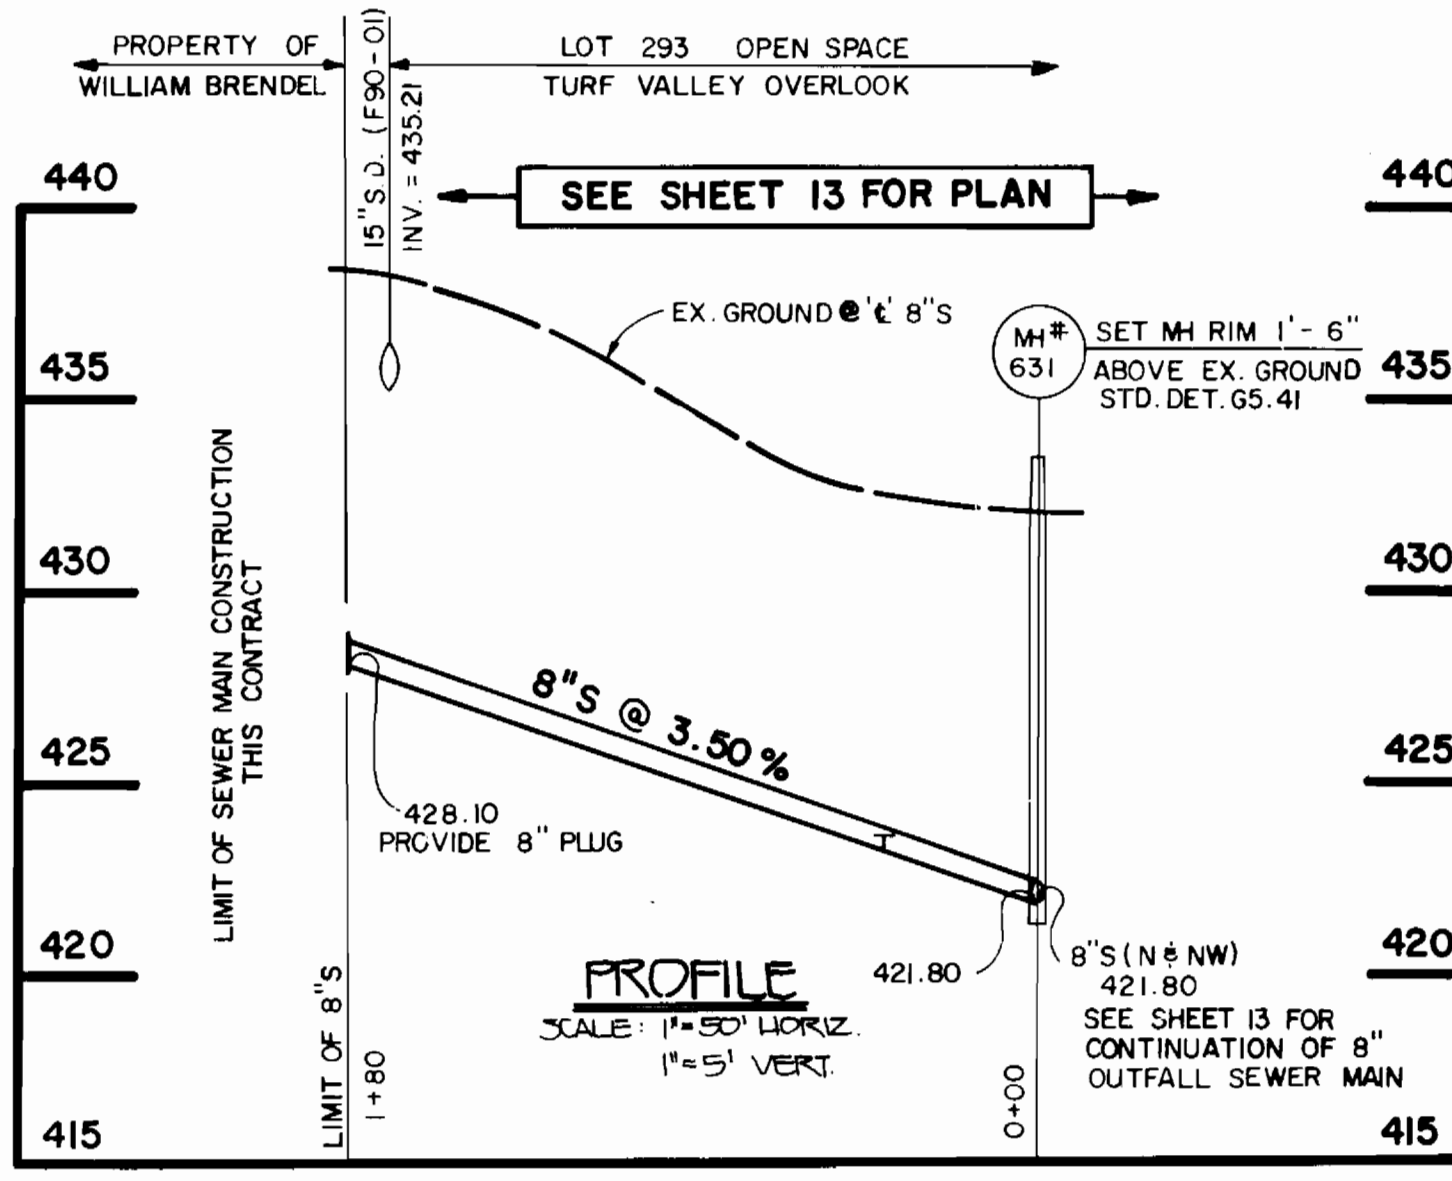 PROPERTY OF
WILLIAM BRENDEL
15" S.D. (F90-01)
INV. = 435.21
LOT 293 OPEN SPACE
TURF VALLEY OVERLOOK
SEE SHEET 13 FOR PLAN
440
440
EX. GROUND @ ℄ 8"S
MH#
631
SET MH RIM 1'-6"
ABOVE EX. GROUND
STD. DET. G5.41
435
435
LIMIT OF SEWER MAIN CONSTRUCTION
THIS CONTRACT
430
430
8"S @ 3.50%
425
425
428.10
PROVIDE 8" PLUG
420
420
421.80
8"S (N & NW)
421.80
SEE SHEET 13 FOR
CONTINUATION OF 8"
OUTFALL SEWER MAIN
PROFILE
SCALE: 1"=50' HORIZ.
1"=5' VERT.
LIMIT OF 8"S
1+80
0+00
415
415